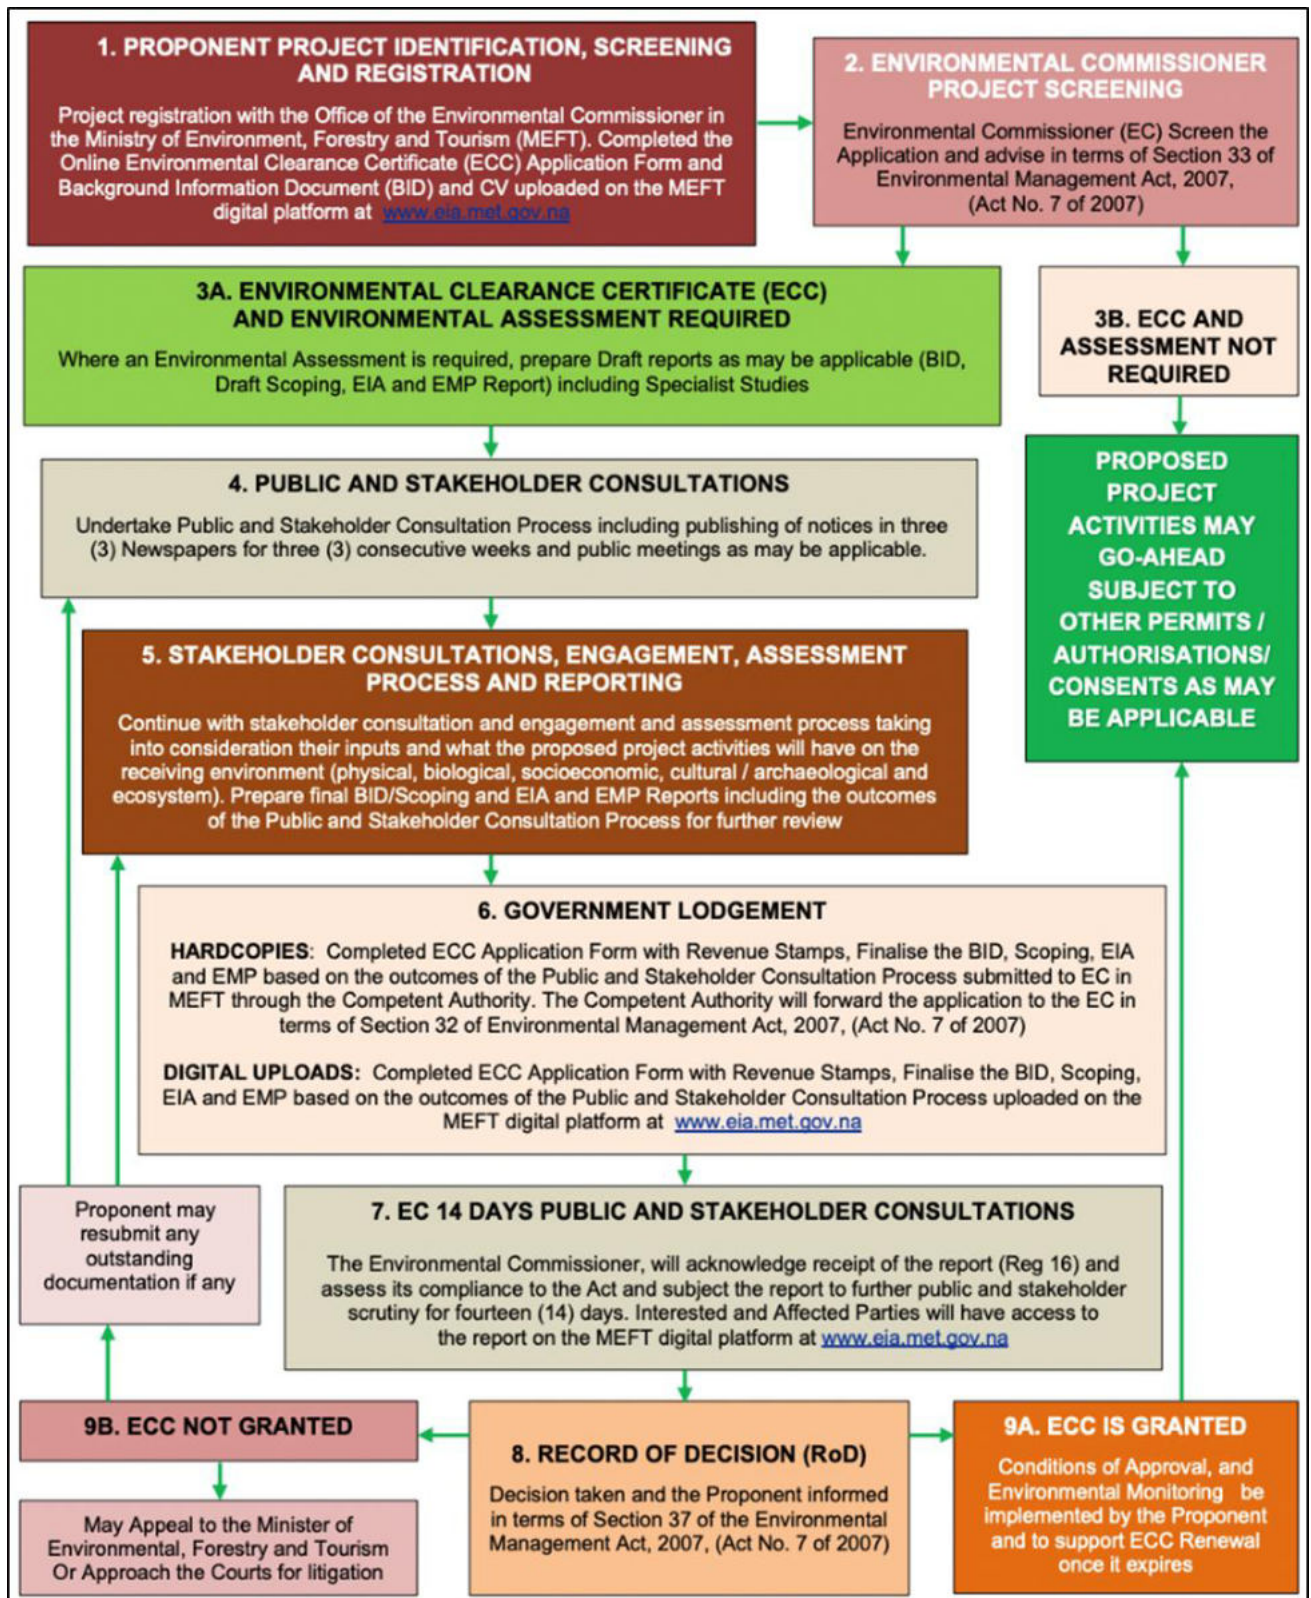 1. PROPONENT PROJECT IDENTIFICATION, SCREENING
AND REGISTRATION
Project registration with the Office of the Environmental Commissioner in
the Ministry of Environment, Forestry and Tourism (MEFT). Completed the
Online Environmental Clearance Certificate (ECC) Application Form and
Background Information Document (BID) and CV uploaded on the MEFT
digital platform at www.eia.met.gov.na
2. ENVIRONMENTAL COMMISSIONER
PROJECT SCREENING
Environmental Commissioner (EC) Screen the
Application and advise in terms of Section 33 of
Environmental Management Act, 2007,
(Act No. 7 of 2007)
3A. ENVIRONMENTAL CLEARANCE CERTIFICATE (ECC)
AND ENVIRONMENTAL ASSESSMENT REQUIRED
Where an Environmental Assessment is required, prepare Draft reports as may be applicable (BID,
Draft Scoping, EIA and EMP Report) including Specialist Studies
3B. ECC AND
ASSESSMENT NOT
REQUIRED
4. PUBLIC AND STAKEHOLDER CONSULTATIONS
Undertake Public and Stakeholder Consultation Process including publishing of notices in three
(3) Newspapers for three (3) consecutive weeks and public meetings as may be applicable.
PROPOSED
PROJECT
ACTIVITIES MAY
GO-AHEAD
SUBJECT TO
OTHER PERMITS /
AUTHORISATIONS/
CONSENTS AS MAY
BE APPLICABLE
5. STAKEHOLDER CONSULTATIONS, ENGAGEMENT, ASSESSMENT
PROCESS AND REPORTING
Continue with stakeholder consultation and engagement and assessment process taking
into consideration their inputs and what the proposed project activities will have on the
receiving environment (physical, biological, socioeconomic, cultural / archaeological and
ecosystem). Prepare final BID/Scoping and EIA and EMP Reports including the outcomes
of the Public and Stakeholder Consultation Process for further review
6. GOVERNMENT LODGEMENT
HARDCOPIES: Completed ECC Application Form with Revenue Stamps, Finalise the BID, Scoping, EIA
and EMP based on the outcomes of the Public and Stakeholder Consultation Process submitted to EC in
MEFT through the Competent Authority. The Competent Authority will forward the application to the EC in
terms of Section 32 of Environmental Management Act, 2007, (Act No. 7 of 2007)
DIGITAL UPLOADS: Completed ECC Application Form with Revenue Stamps, Finalise the BID, Scoping,
EIA and EMP based on the outcomes of the Public and Stakeholder Consultation Process uploaded on the
MEFT digital platform at www.eia.met.gov.na
Proponent may
resubmit any
outstanding
documentation if any
7. EC 14 DAYS PUBLIC AND STAKEHOLDER CONSULTATIONS
The Environmental Commissioner, will acknowledge receipt of the report (Reg 16) and
assess its compliance to the Act and subject the report to further public and stakeholder
scrutiny for fourteen (14) days. Interested and Affected Parties will have access to
the report on the MEFT digital platform at www.eia.met.gov.na
9B. ECC NOT GRANTED
May Appeal to the Minister of
Environmental, Forestry and Tourism
Or Approach the Courts for litigation
8. RECORD OF DECISION (RoD)
Decision taken and the Proponent informed
in terms of Section 37 of the Environmental
Management Act, 2007, (Act No. 7 of 2007)
9A. ECC IS GRANTED
Conditions of Approval, and
Environmental Monitoring be
implemented by the Proponent
and to support ECC Renewal
once it expires